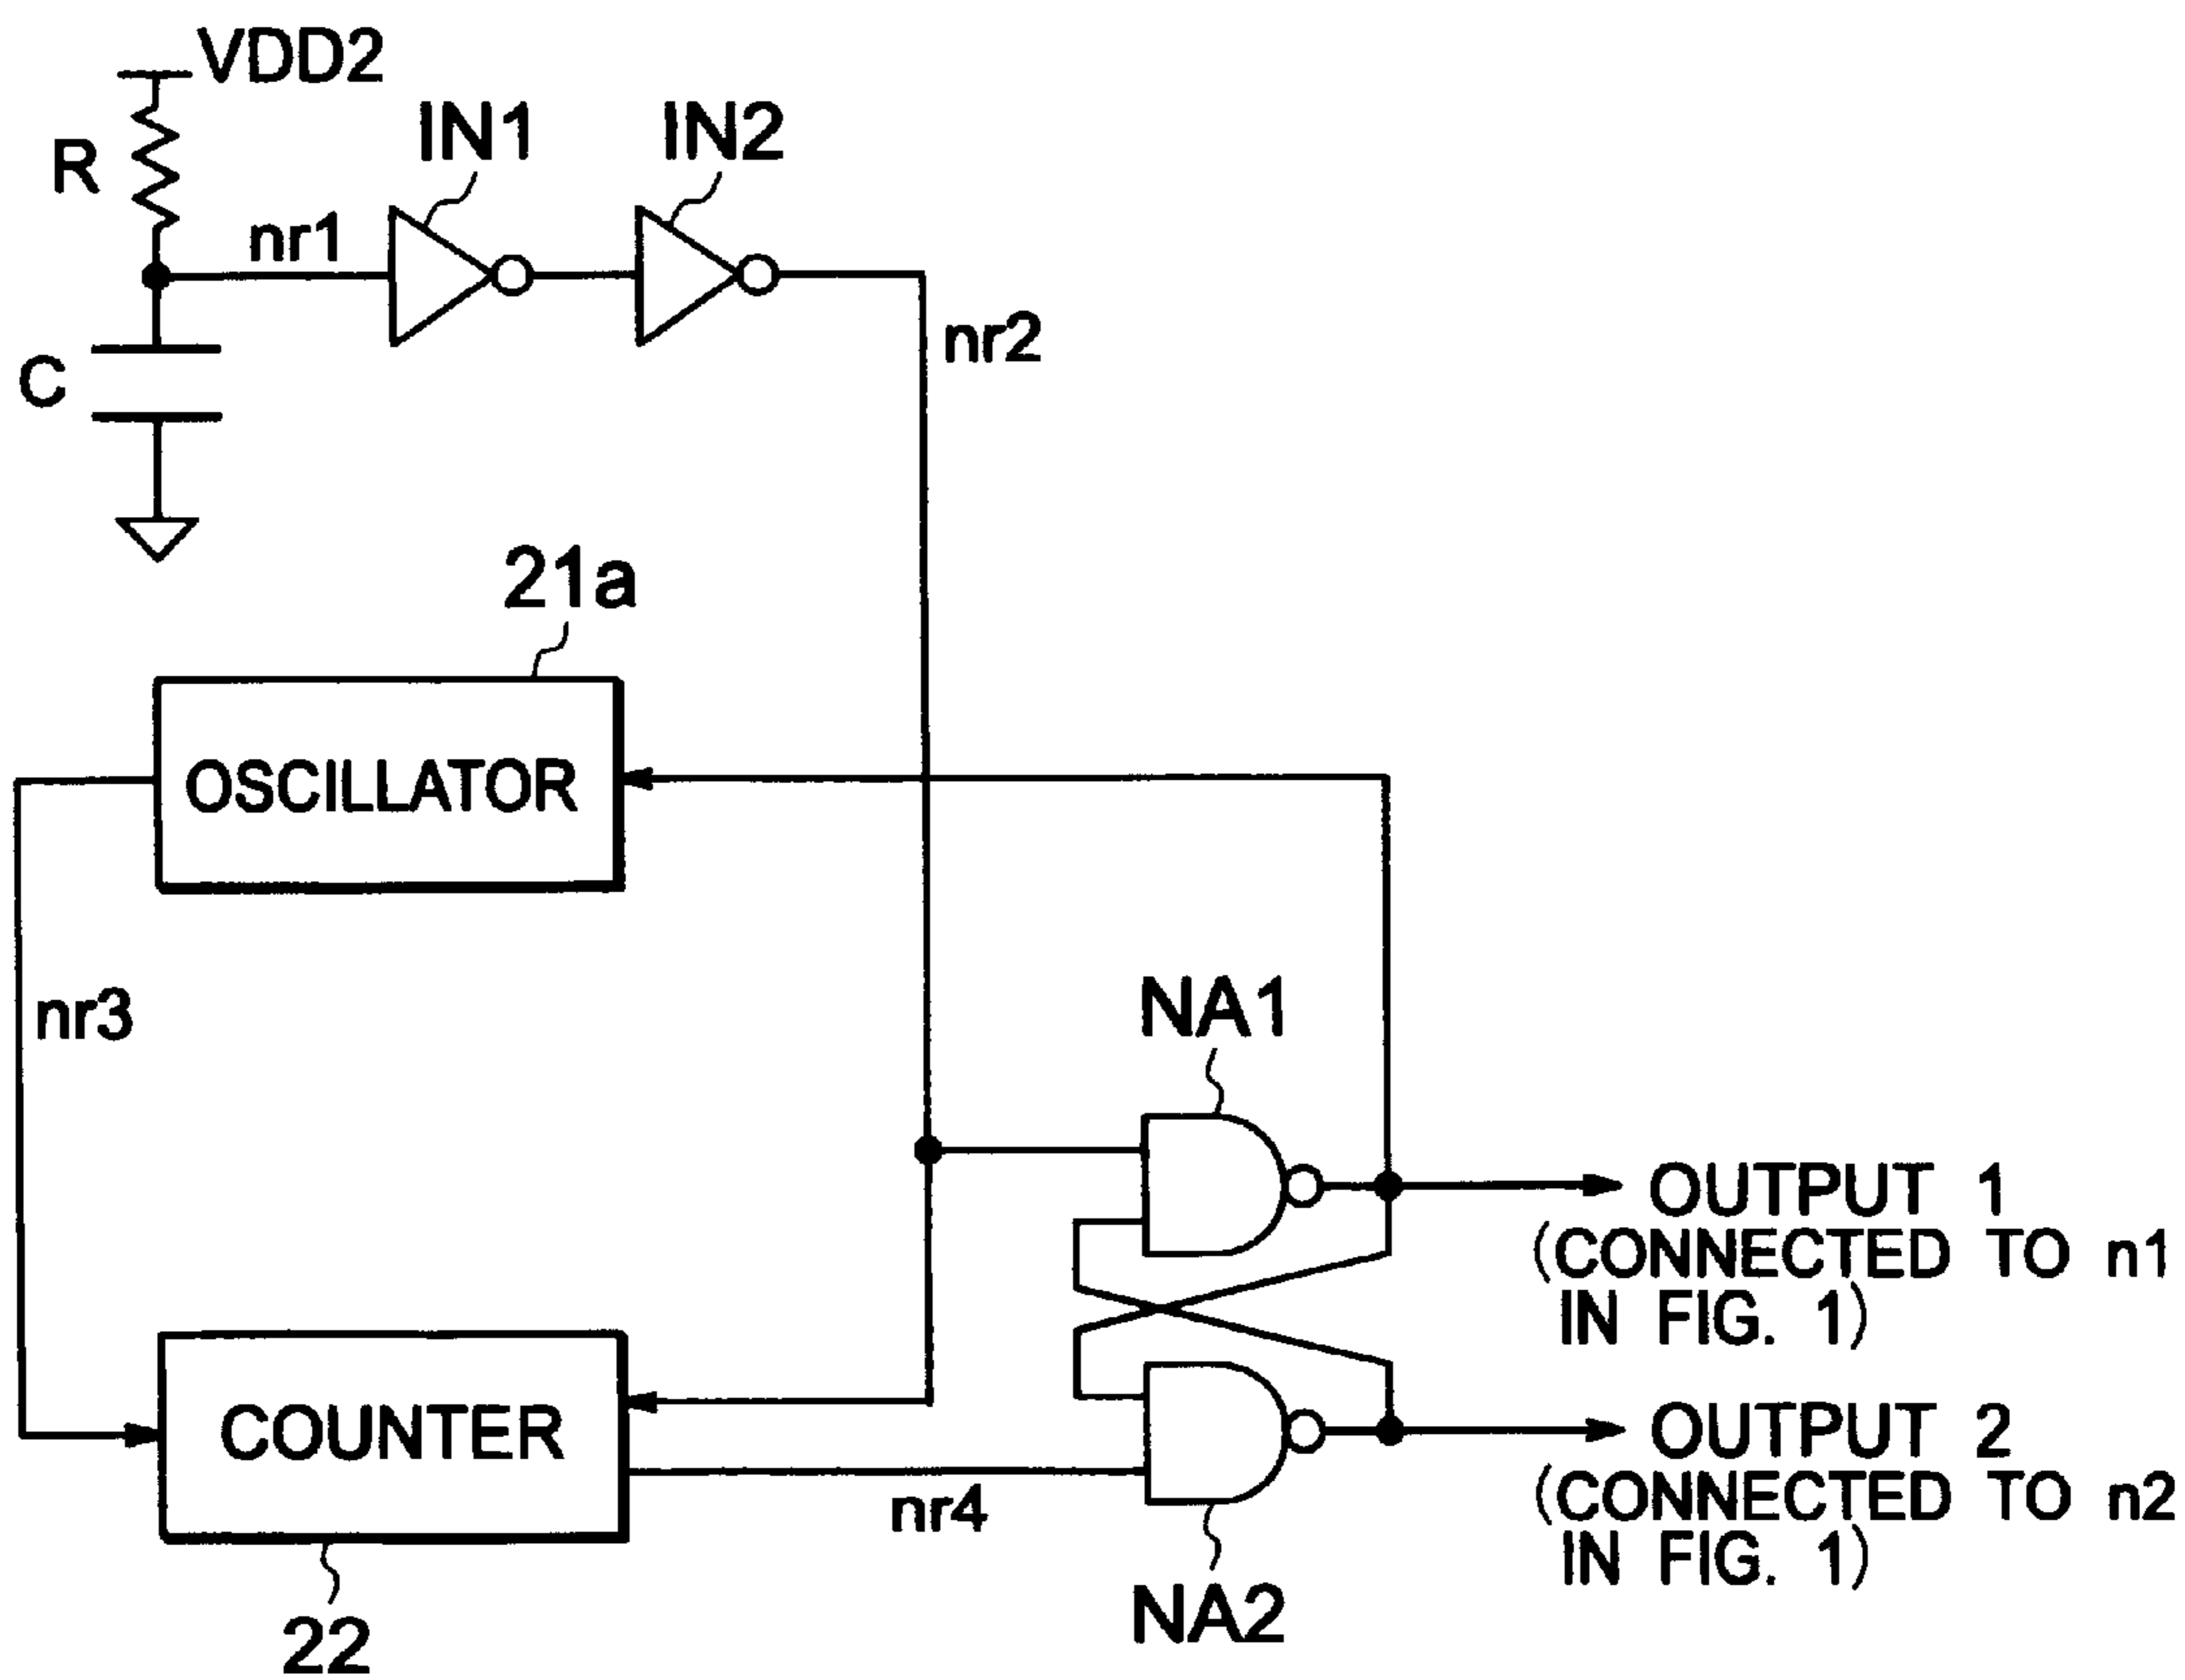 VDD2
IN1
IN2
R
nr1
nr2
C
21a
OSCILLATOR
nr3
NA1
OUTPUT 1
(CONNECTED TO n1
IN FIG. 1)
COUNTER
OUTPUT 2
(CONNECTED TO n2
IN FIG. 1)
nr4
NA2
22